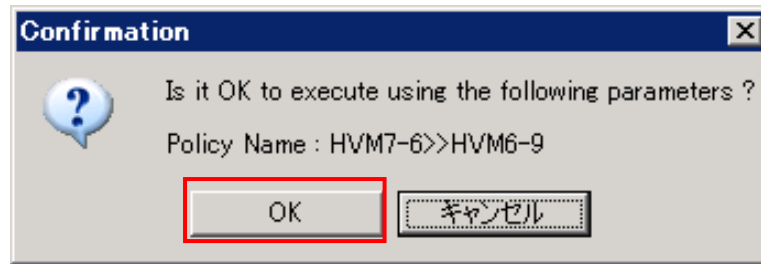 Confirmation
Is it OK to execute using the following parameters ?
Policy Name : HVM7-6>>HVM6-9
OK キャンセル